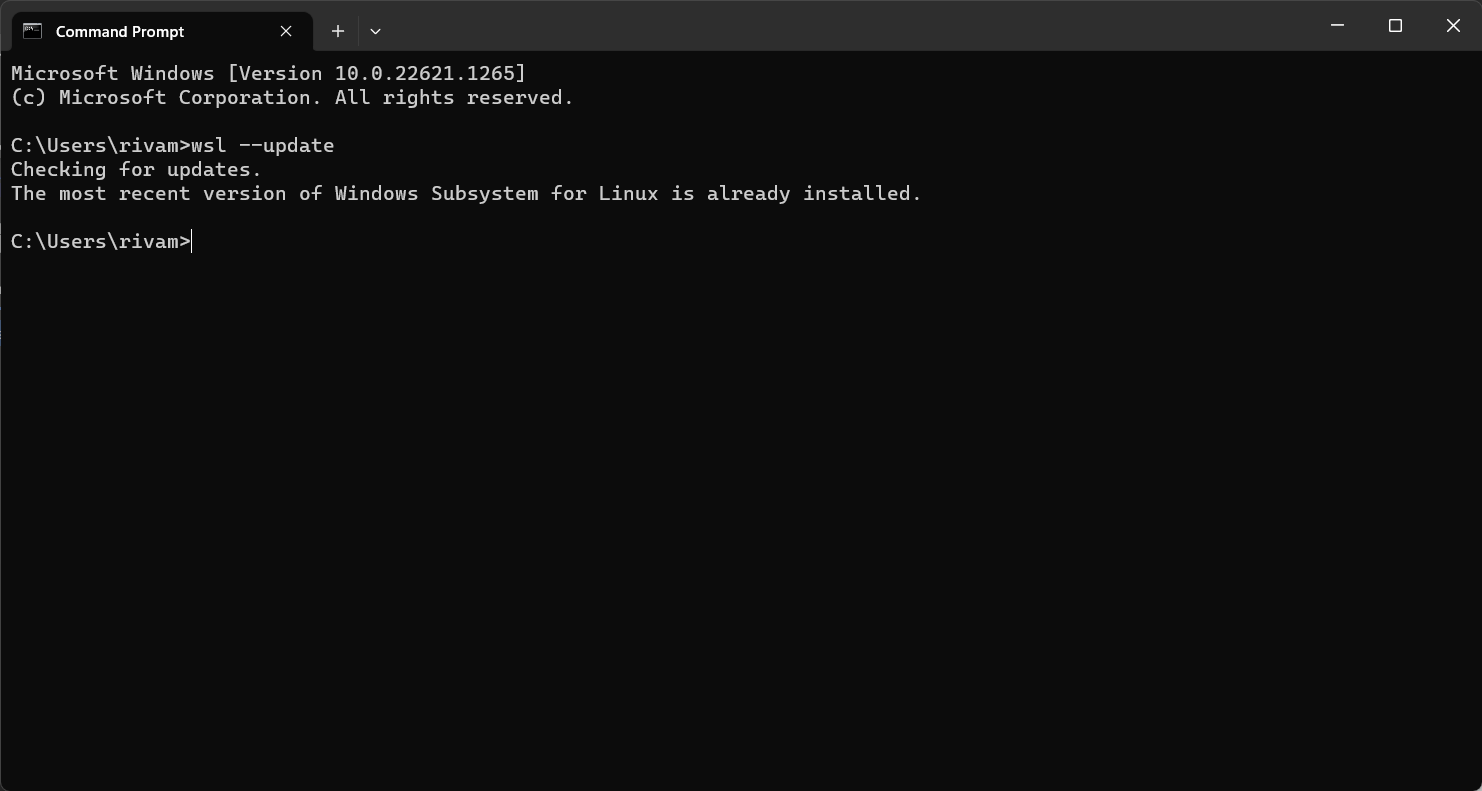 Command Prompt
Microsoft Windows [Version 10.0.22621.1265]
(c) Microsoft Corporation. All rights reserved.
C:\Users\rivam>wsl --update
Checking for updates.
The most recent version of Windows Subsystem for Linux is already installed.
C:\Users\rivam>